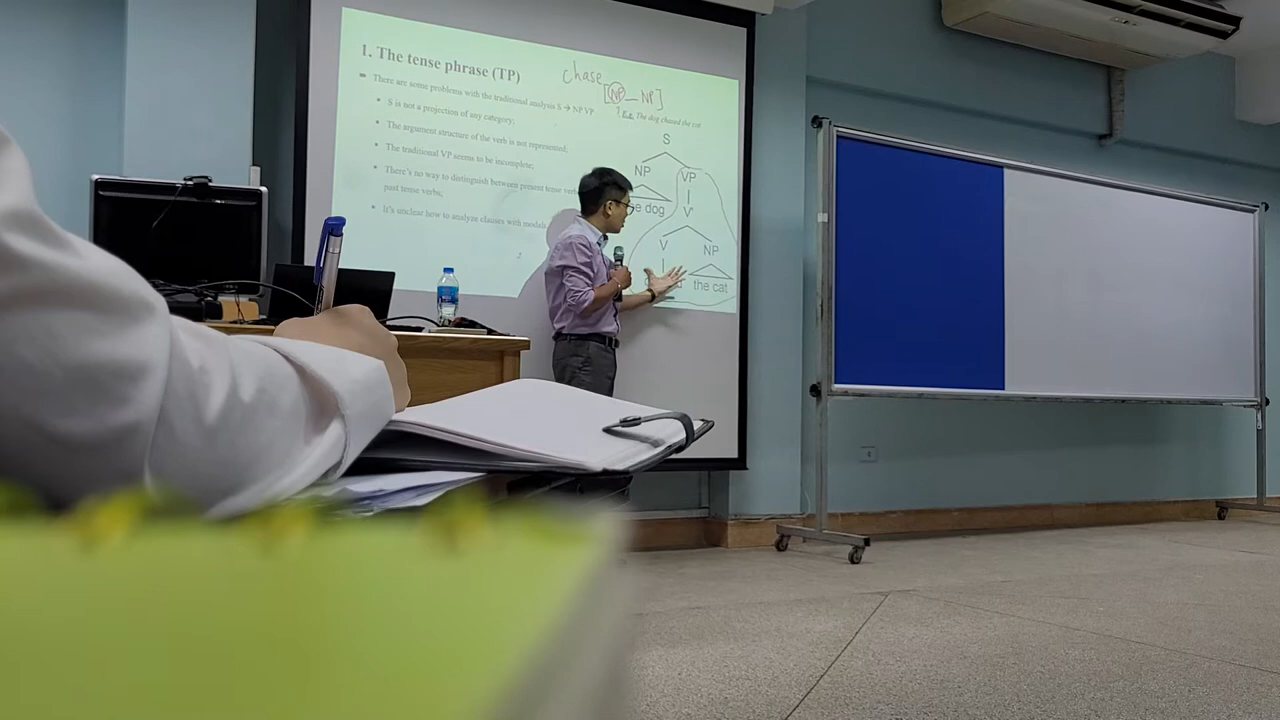 1. The tense phrase (TP)
There are some problems with the traditional analysis S → NP VP
S is not a projection of any category;
The argument structure of the verb is not represented;
The traditional VP seems to be incomplete;
There's no way to distinguish between present tense
past tense verbs;
It's unclear how to analyze clauses with modals
chase
[NP — NP]
The dog chased the cat
S
NP VP
dog V'
V NP
the cat
2